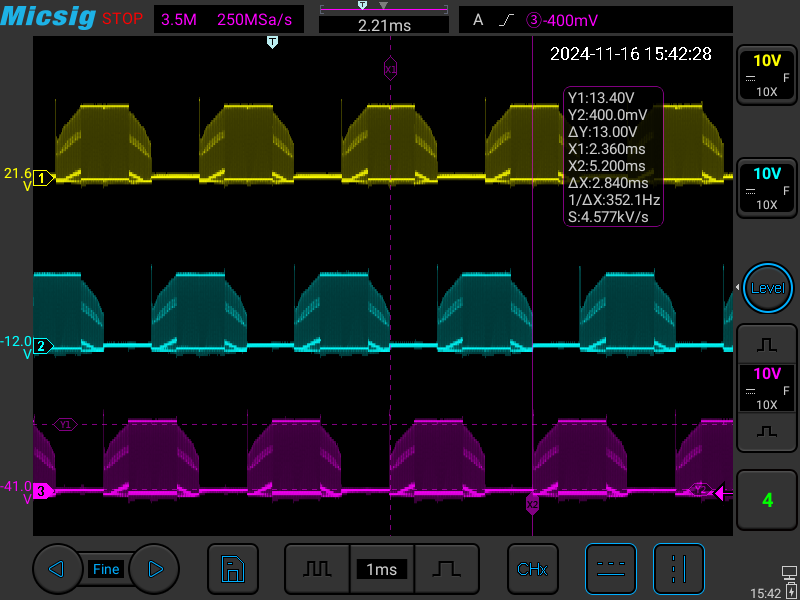 Micsig STOP 3.5M 250MSa/s T 2.21ms A 3 -400mV
T
2024-11-16 15:42:28
X1
10V
F
10X
Y1:13.40V
Y2:400.0mV
ΔY:13.00V
X1:2.360ms
X2:5.200ms
ΔX:2.840ms
1/ΔX:352.1Hz
S:4.577kV/s
21.6 1
V
10V
F
10X
Level
-12.0 2
V
10V
F
10X
Y1
-41.0 3 Y2
V
X2
4
Fine 1ms CHx
15:42